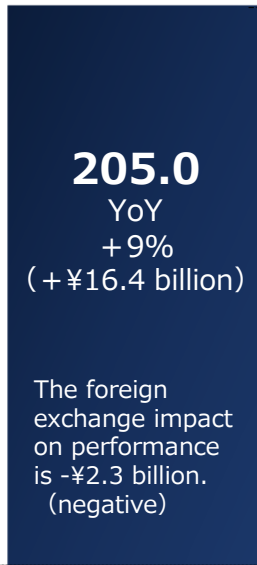 205.0
YoY
＋9%
（＋¥16.4 billion）
The foreign
exchange impact
on performance
is -¥2.3 billion.
（negative）